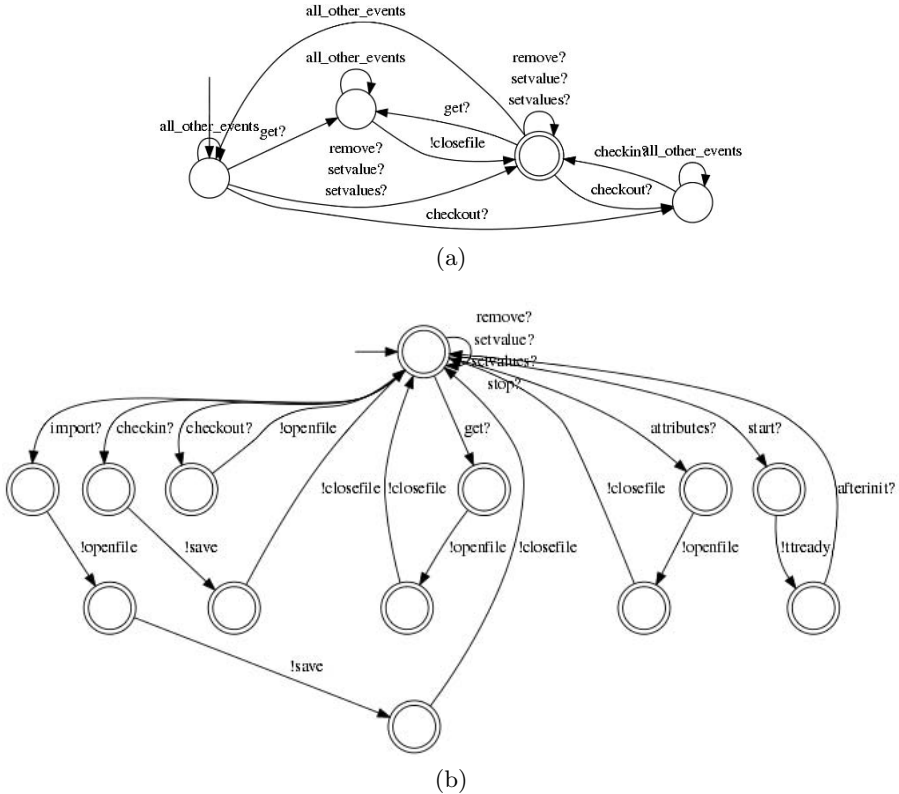 all_other_events
all_other_events
remove?
setvalue?
setvalues?
all_other_events
get?
get?
!closefile
checkin?
all_other_events
remove?
setvalue?
setvalues?
checkout?
checkout?
(a)
remove?
setvalue?
setvalues?
stop?
import?
checkin?
checkout?
!openfile
get?
attributes?
start?
!closefile
!closefile
!closefile
afterinit?
!openfile
!save
!openfile
!closefile
!openfile
!ttready
!save
(b)